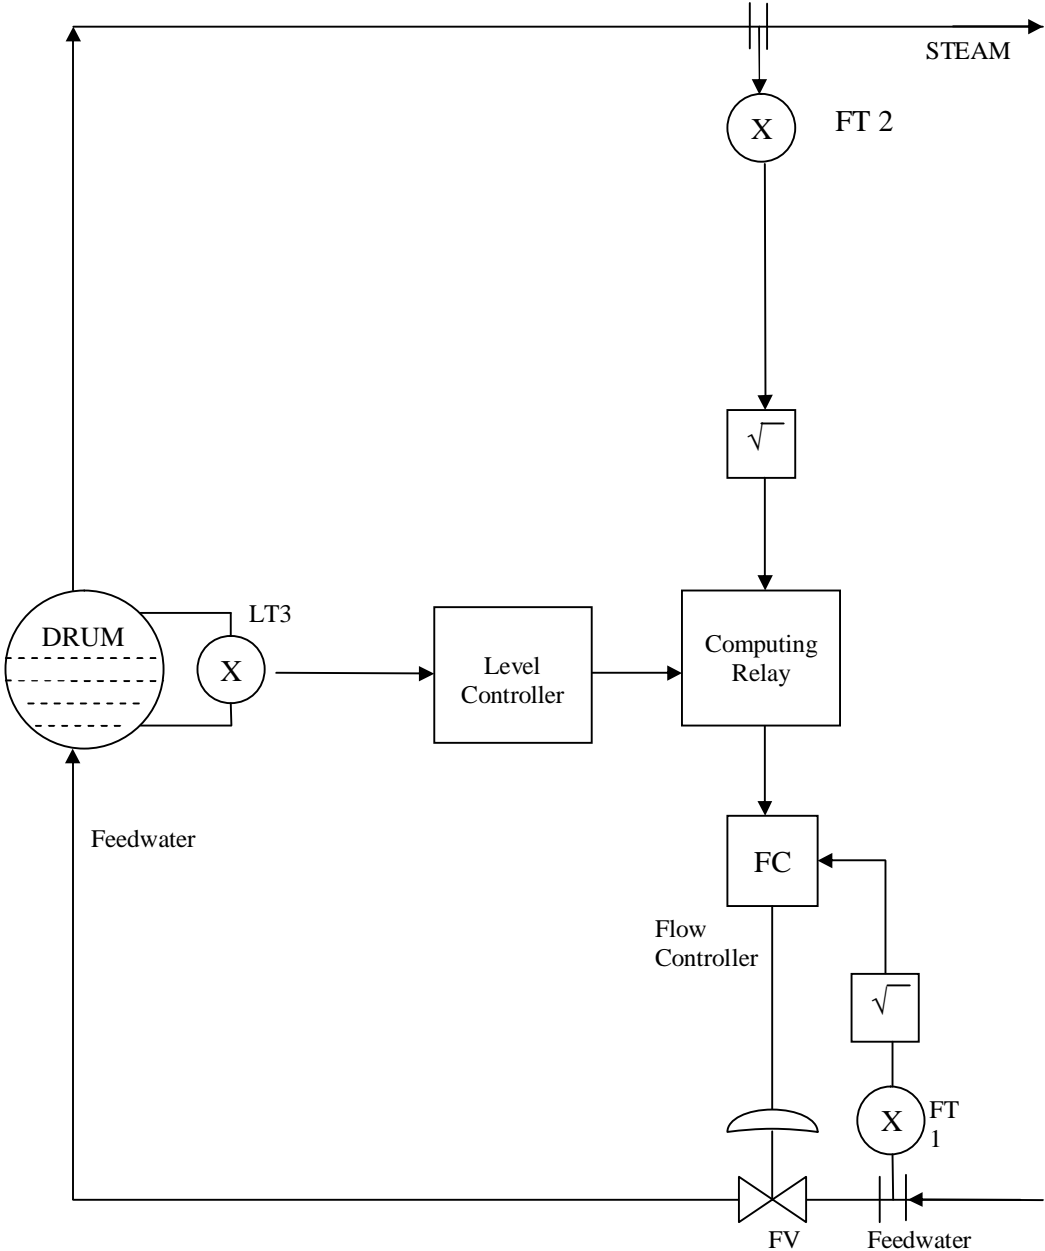 STEAM
X
FT 2
√
DRUM
LT3
X
Level
Controller
Computing
Relay
Feedwater
FC
Flow
Controller
√
X
FT
1
FV
Feedwater